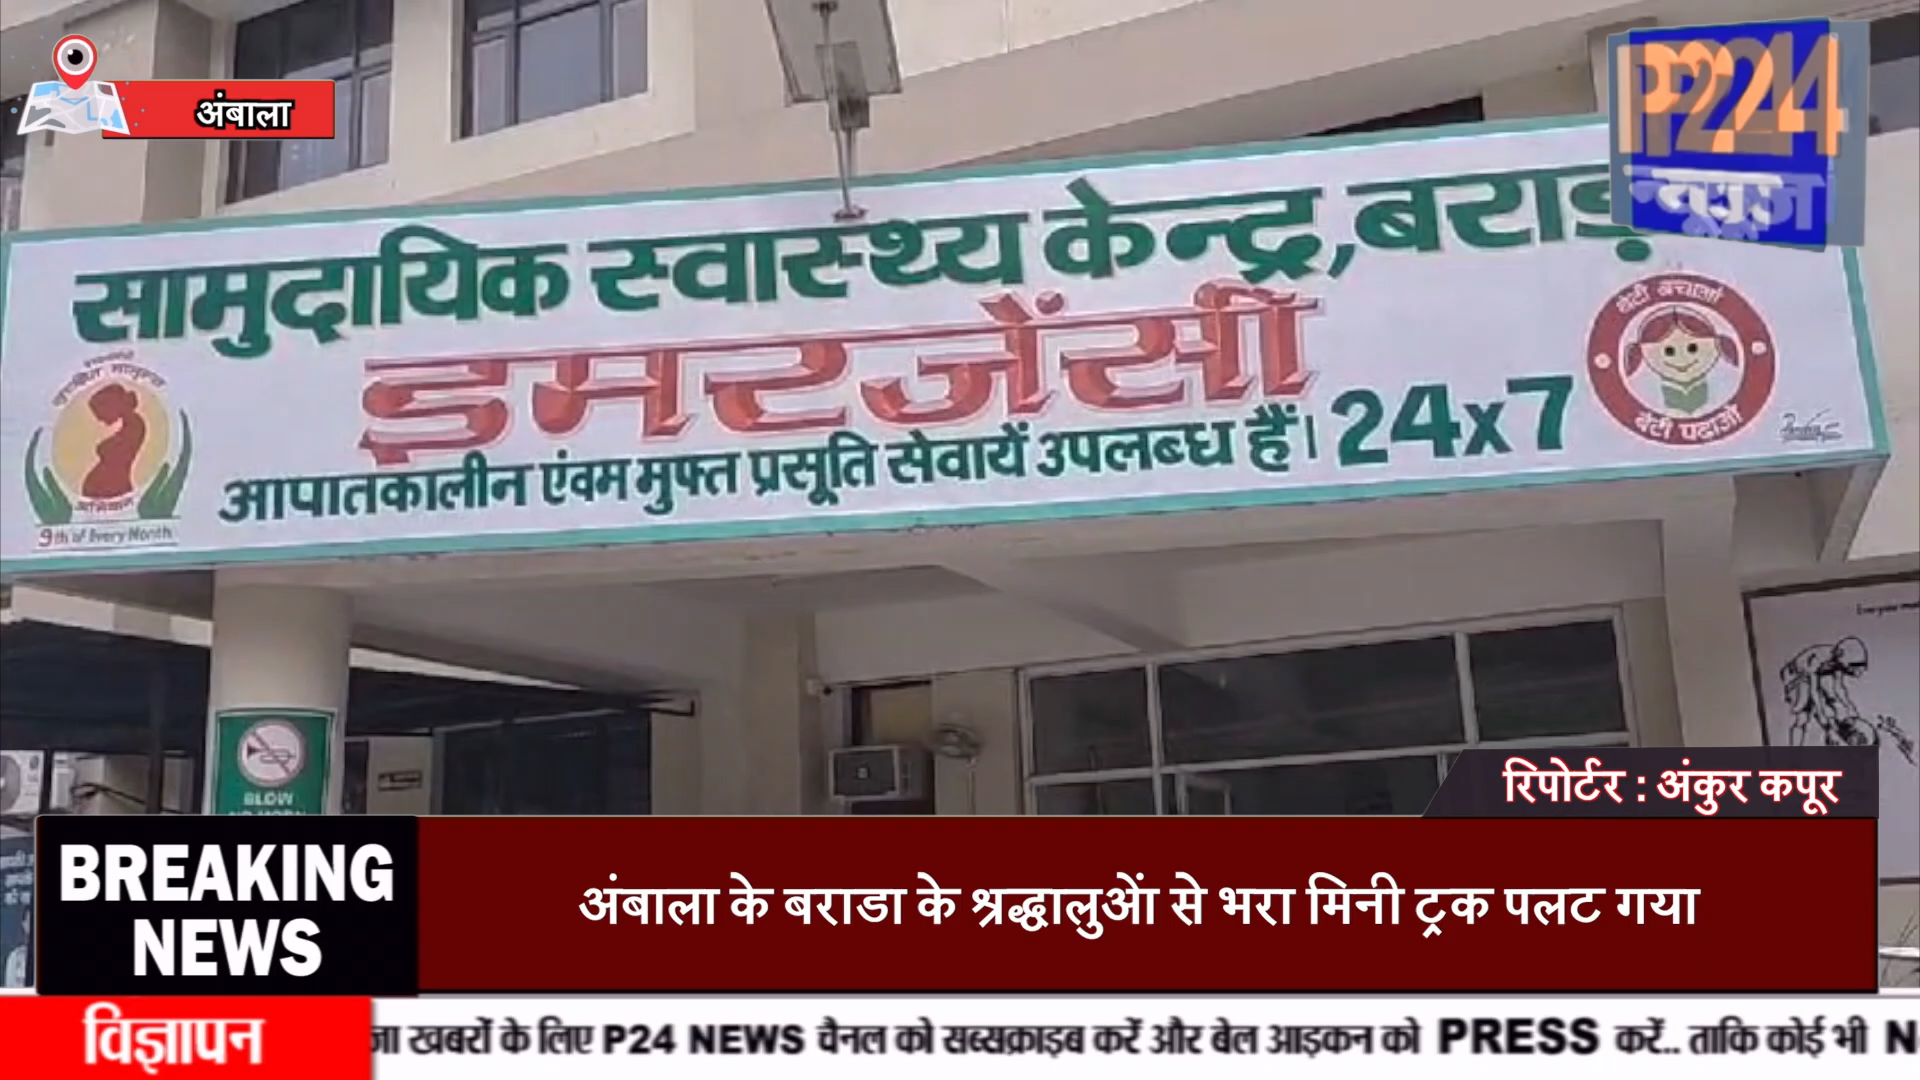 अंबाला
P24
न्यूज
सामुदायिक स्वास्थ्य केन्द्र, बराड़
इमरजेंसी
आपातकालीन एंवम मुफ्त प्रसूति सेवायें उपलब्ध हैं। 24x7
बेटी बचाओ
बेटी पढाओ
अभियान
9th of Every Month
BLOW
रिपोर्टर : अंकुर कपूर
BREAKING
NEWS
अंबाला के बराडा के श्रद्धालुओं से भरा मिनी ट्रक पलट गया
विज्ञापन
जा खबरों के लिए P24 NEWS चैनल को सब्सक्राइब करें और बेल आइकन को PRESS करें.. ताकि कोई भी N